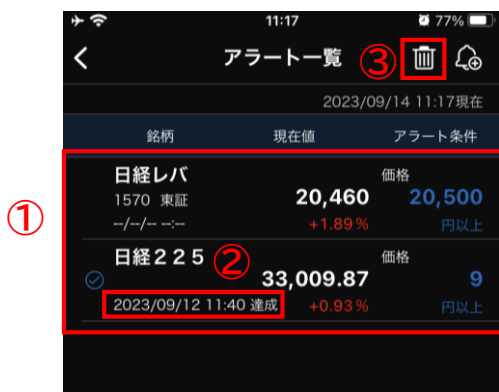 11:17
77%
アラート一覧
③
2023/09/14 11:17現在
銘柄 現在値 アラート条件
①
日経レバ 価格
1570 東証 20,460 20,500
--/--/-- --:-- +1.89% 円以上
日経２２５ ② 価格
33,009.87 9
2023/09/12 11:40 達成 +0.93% 円以上